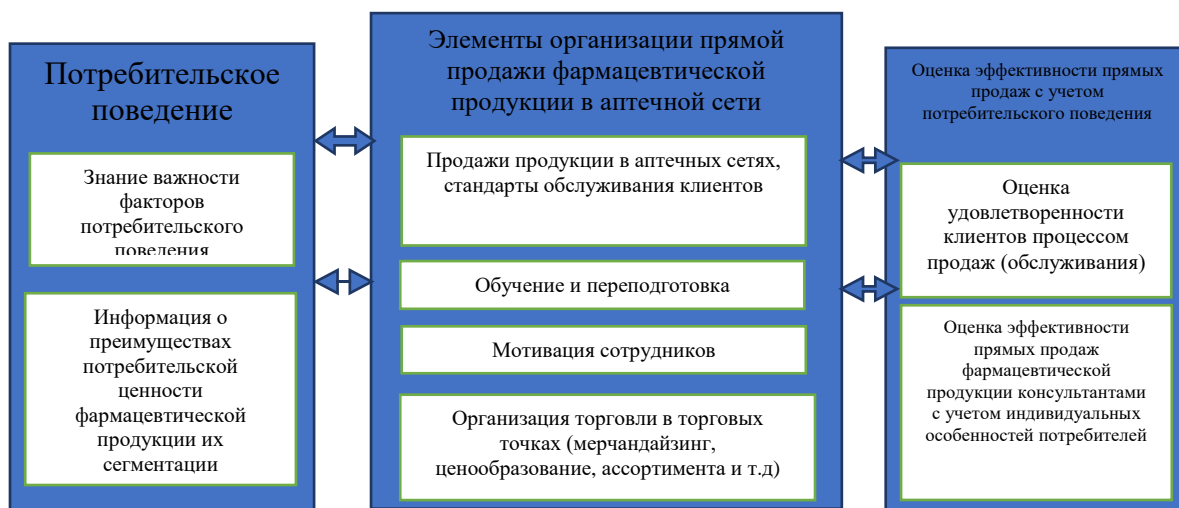 Потребительское
поведение
Знание важности
факторов
потребительского
поведения
Информация о
преимуществах
потребительской
ценности
фармацевтической
продукции их
сегментации
Элементы организации прямой
продажи фармацевтической
продукции в аптечной сети
Продажи продукции в аптечных сетях,
стандарты обслуживания клиентов
Обучение и переподготовка
Мотивация сотрудников
Организация торговли в торговых
точках (мерчандайзинг,
ценообразование, ассортимента и т.д)
Оценка эффективности прямых
продаж с учетом
потребительского поведения
Оценка
удовлетворенности
клиентов процессом
продаж (обслуживания)
Оценка эффективности
прямых продаж
фармацевтической
продукции консультантами
с учетом индивидуальных
особенностей потребителей